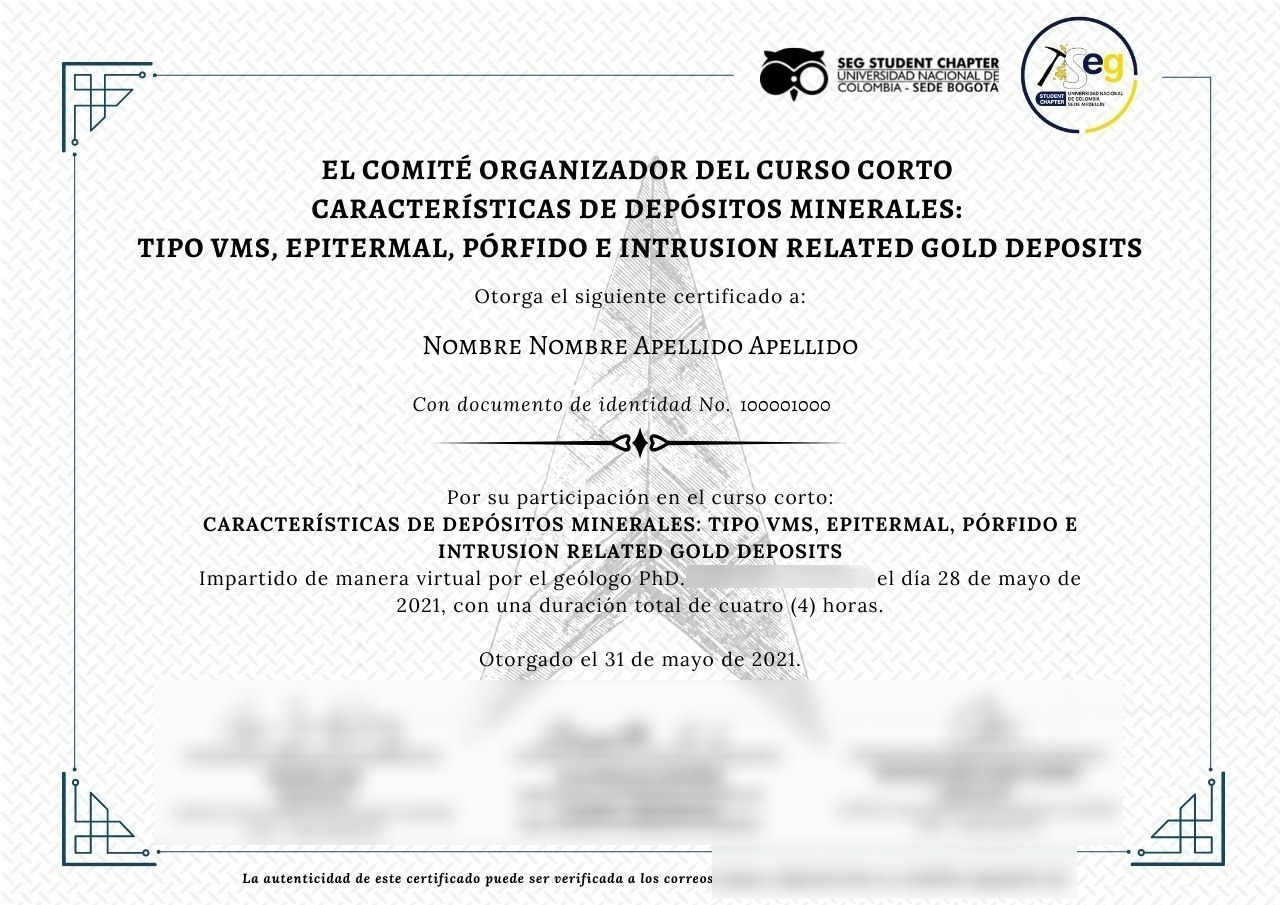 SEG STUDENT CHAPTER
UNIVERSIDAD NACIONAL DE
COLOMBIA - SEDE BOGOTÁ
Seg
STUDENT CHAPTER
UNIVERSIDAD NACIONAL DE COLOMBIA SEDE MEDELLÍN
EL COMITÉ ORGANIZADOR DEL CURSO CORTO
CARACTERÍSTICAS DE DEPÓSITOS MINERALES:
TIPO VMS, EPITERMAL, PÓRFIDO E INTRUSION RELATED GOLD DEPOSITS
Otorga el siguiente certificado a:
Nombre Nombre Apellido Apellido
Con documento de identidad No. 100001000
Por su participación en el curso corto:
CARACTERÍSTICAS DE DEPÓSITOS MINERALES: TIPO VMS, EPITERMAL, PÓRFIDO E
INTRUSION RELATED GOLD DEPOSITS
Impartido de manera virtual por el geólogo PhD. el día 28 de mayo de
2021, con una duración total de cuatro (4) horas.
Otorgado el 31 de mayo de 2021.
La autenticidad de este certificado puede ser verificada a los correos